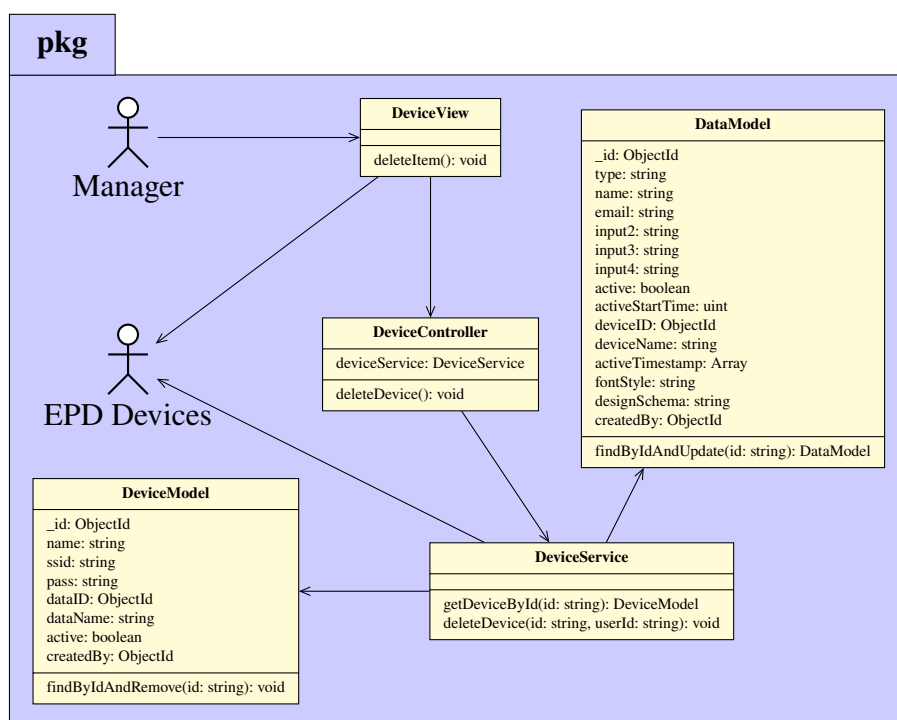 pkg
Manager
DeviceView
deleteItem(): void
DataModel
_id: ObjectId
type: string
name: string
email: string
input2: string
input3: string
input4: string
active: boolean
activeStartTime: uint
deviceID: ObjectId
deviceName: string
activeTimestamp: Array
fontStyle: string
designSchema: string
createdBy: ObjectId
findByIdAndUpdate(id: string): DataModel
EPD Devices
DeviceController
deviceService: DeviceService
deleteDevice(): void
DeviceModel
_id: ObjectId
name: string
ssid: string
pass: string
dataID: ObjectId
dataName: string
active: boolean
createdBy: ObjectId
findByIdAndRemove(id: string): void
DeviceService
getDeviceById(id: string): DeviceModel
deleteDevice(id: string, userId: string): void